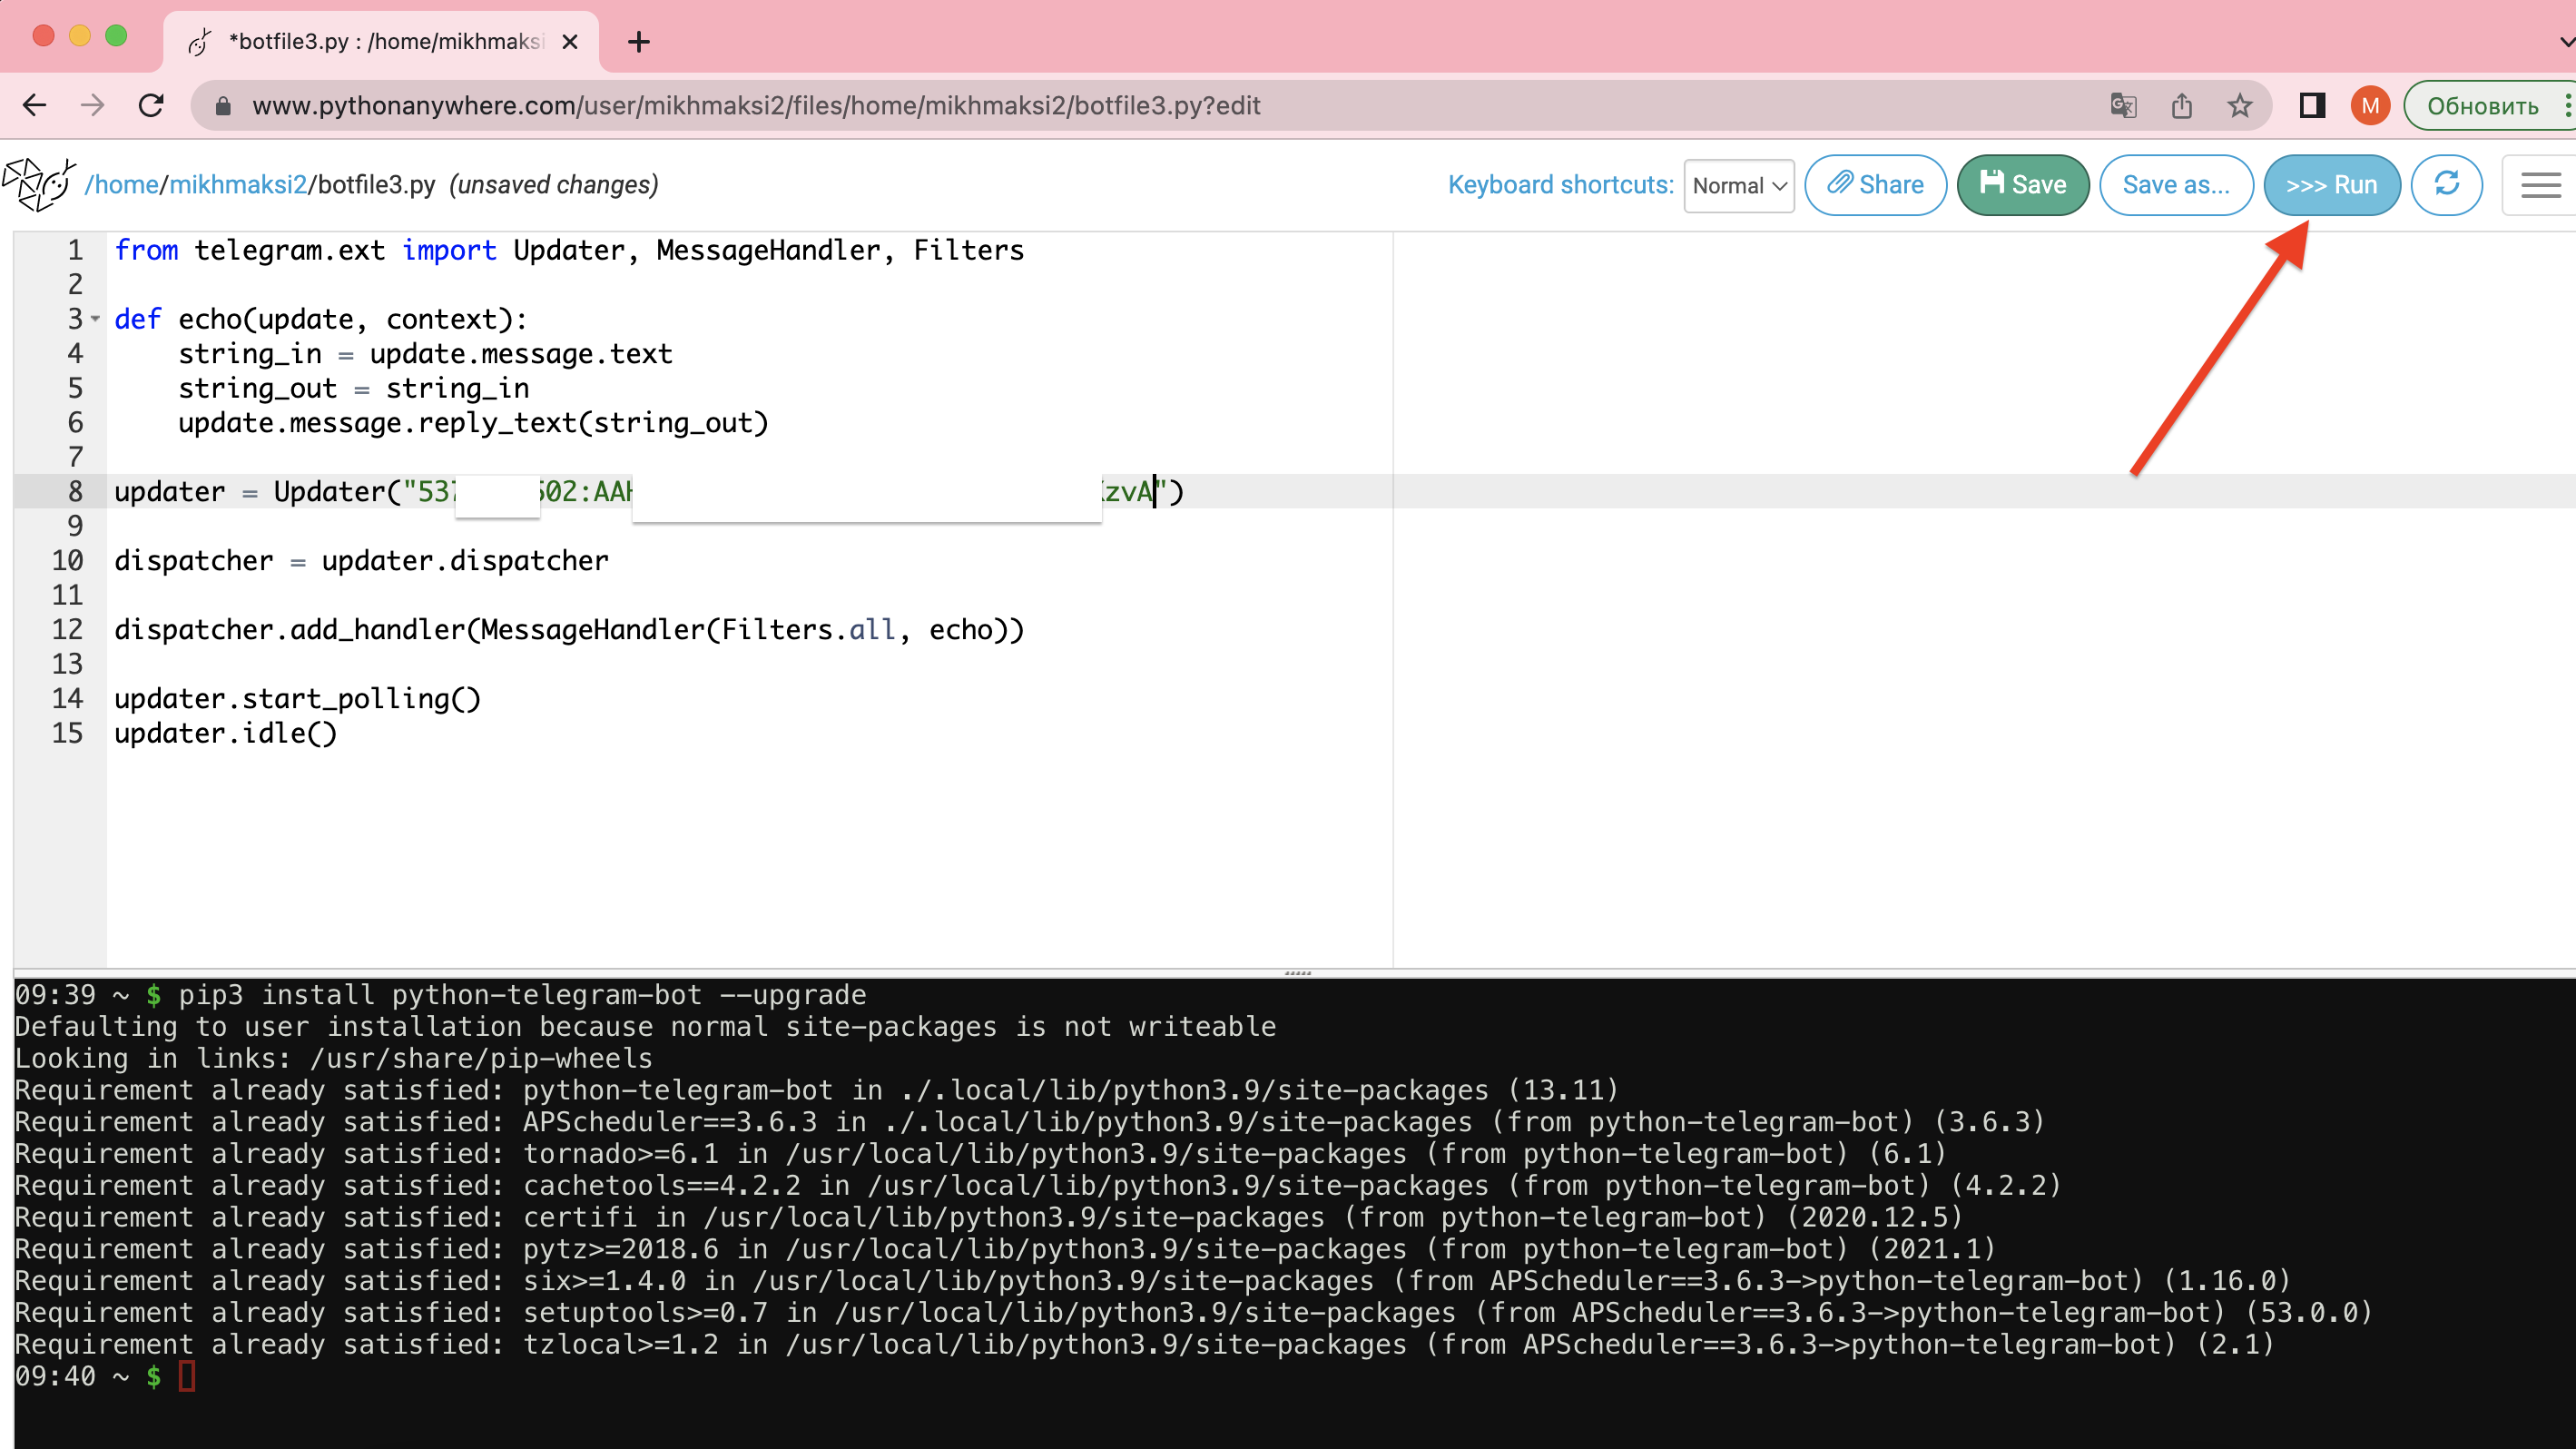 *botfile3.py : /home/mikhmaksi
www.pythonanywhere.com/user/mikhmaksi2/files/home/mikhmaksi2/botfile3.py?edit
M
Обновить
/home/mikhmaksi2/botfile3.py (unsaved changes)
Keyboard shortcuts: Normal Share Save Save as... >>> Run
1 from telegram.ext import Updater, MessageHandler, Filters
2
3 def echo(update, context):
4 string_in = update.message.text
5 string_out = string_in
6 update.message.reply_text(string_out)
7
8 updater = Updater("537 502:AAH zvA")
9
10 dispatcher = updater.dispatcher
11
12 dispatcher.add_handler(MessageHandler(Filters.all, echo))
13
14 updater.start_polling()
15 updater.idle()
09:39 ~ $ pip3 install python-telegram-bot --upgrade
Defaulting to user installation because normal site-packages is not writeable
Looking in links: /usr/share/pip-wheels
Requirement already satisfied: python-telegram-bot in ./.local/lib/python3.9/site-packages (13.11)
Requirement already satisfied: APScheduler==3.6.3 in ./.local/lib/python3.9/site-packages (from python-telegram-bot) (3.6.3)
Requirement already satisfied: tornado>=6.1 in /usr/local/lib/python3.9/site-packages (from python-telegram-bot) (6.1)
Requirement already satisfied: cachetools==4.2.2 in /usr/local/lib/python3.9/site-packages (from python-telegram-bot) (4.2.2)
Requirement already satisfied: certifi in /usr/local/lib/python3.9/site-packages (from python-telegram-bot) (2020.12.5)
Requirement already satisfied: pytz>=2018.6 in /usr/local/lib/python3.9/site-packages (from python-telegram-bot) (2021.1)
Requirement already satisfied: six>=1.4.0 in /usr/local/lib/python3.9/site-packages (from APScheduler==3.6.3->python-telegram-bot) (1.16.0)
Requirement already satisfied: setuptools>=0.7 in /usr/local/lib/python3.9/site-packages (from APScheduler==3.6.3->python-telegram-bot) (53.0.0)
Requirement already satisfied: tzlocal>=1.2 in /usr/local/lib/python3.9/site-packages (from APScheduler==3.6.3->python-telegram-bot) (2.1)
09:40 ~ $